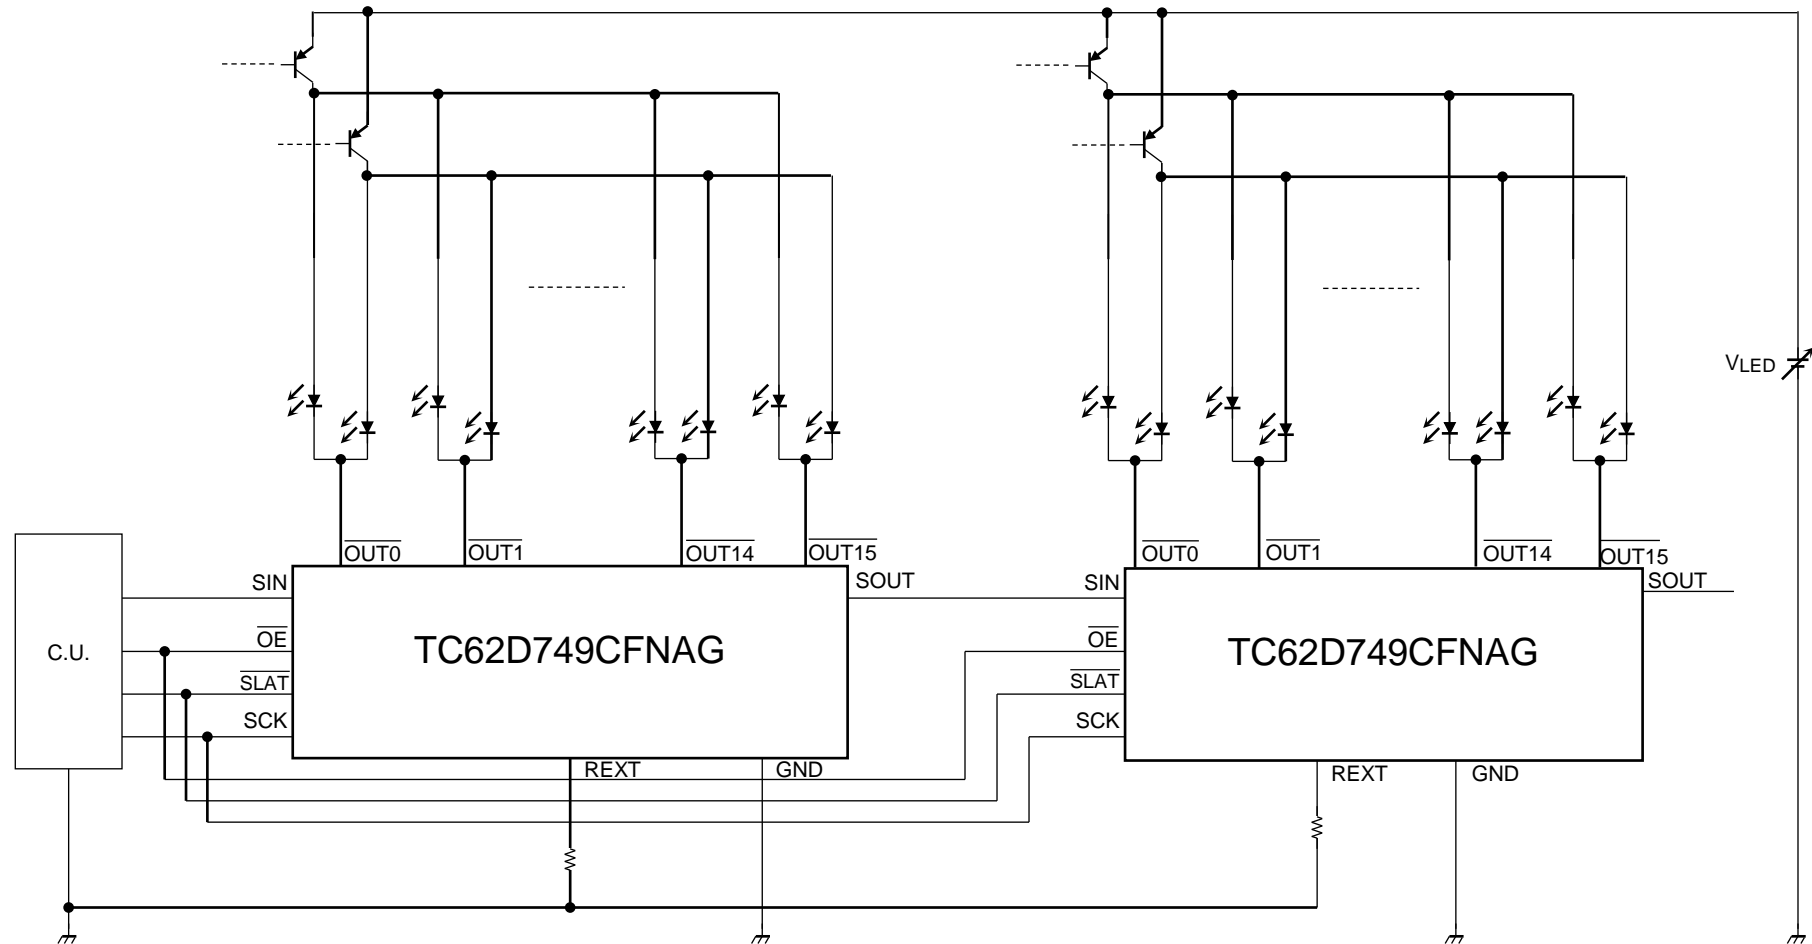 VLED
OUT0
OUT1
OUT14
OUT15
OUT0
OUT1
OUT14
OUT15
SIN
SOUT
SIN
SOUT
C.U.
OE
TC62D749CFNAG
OE
TC62D749CFNAG
SLAT
SLAT
SCK
SCK
REXT
GND
REXT
GND